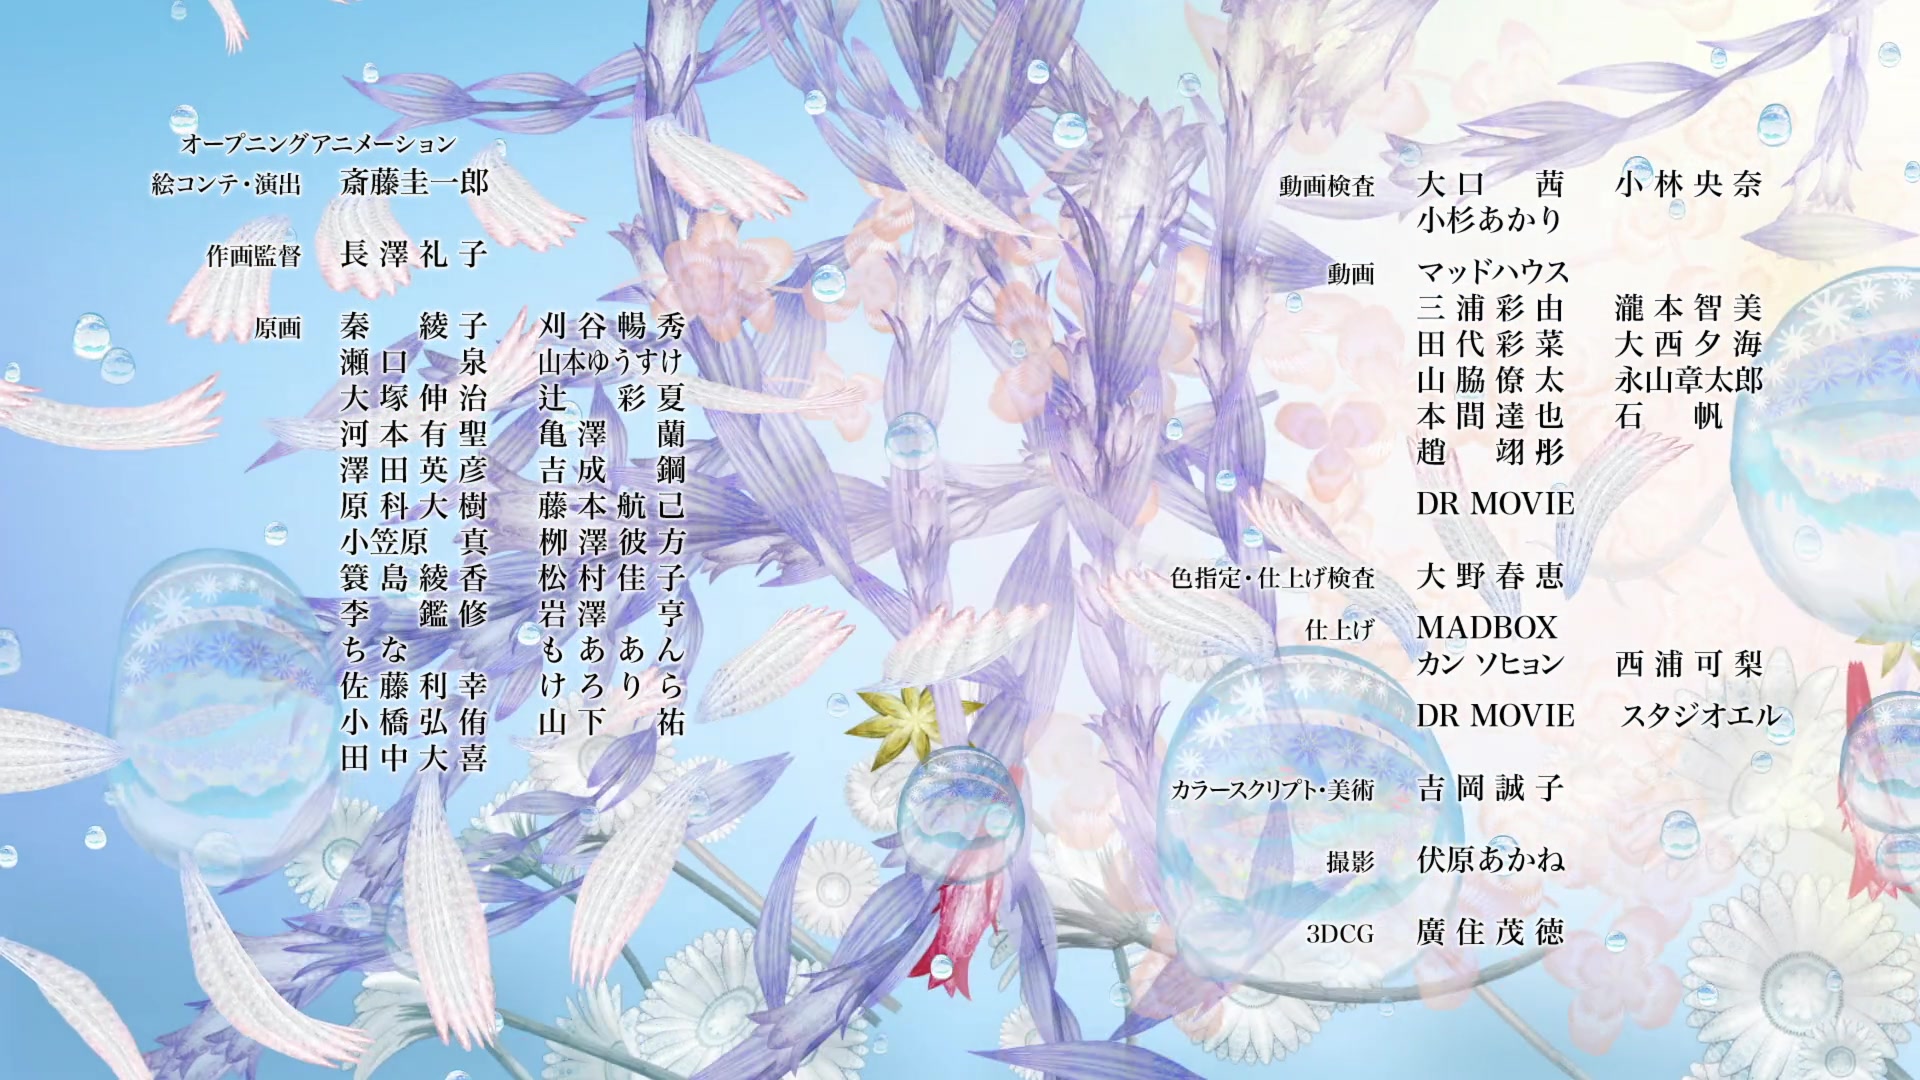 オープニングアニメーション
絵コンテ・演出 斎藤圭一郎
作画監督 長澤礼子
原画 秦 綾子 刈谷暢秀
瀬口 泉 山本ゆうすけ
大塚伸治 辻 彩夏
河本有聖 亀澤 蘭
澤田英彦 吉成 鋼
原科大樹 藤本航己
小笠原 真 栁澤彼方
簑島綾香 松村佳子
李 鑑修 岩澤 亨
ちな もああん
佐藤利幸 けろりら
小橋弘侑 山下 祐
田中大喜
動画検査 大口 茜 小林央奈
小杉あかり
動画 マッドハウス
三浦彩由 瀧本智美
田代彩菜 大西夕海
山脇僚太 永山章太郎
本間達也 石 帆
趙 翊彤
DR MOVIE
色指定・仕上げ検査 大野春恵
仕上げ MADBOX
カン ソヒョン 西浦可梨
DR MOVIE スタジオエル
カラースクリプト・美術 吉岡誠子
撮影 伏原あかね
3DCG 廣住茂徳